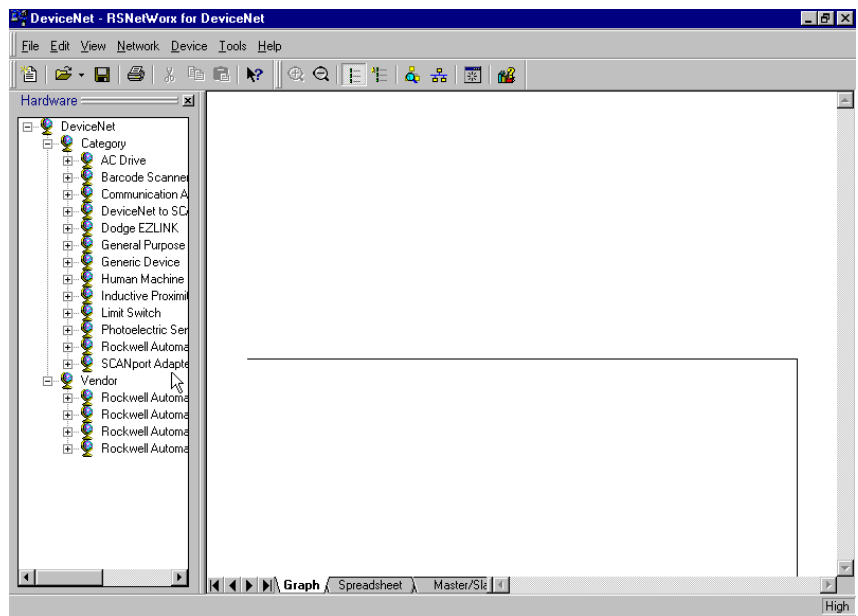 DeviceNet - RSNetWorx for DeviceNet
File Edit View Network Device Tools Help
Hardware
DeviceNet
Category
AC Drive
Barcode Scanner
Communication A
DeviceNet to SCA
Dodge EZLINK
General Purpose
Generic Device
Human Machine
Inductive Proximi
Limit Switch
Photoelectric Ser
Rockwell Automa
SCANport Adapte
Vendor
Rockwell Automa
Rockwell Automa
Rockwell Automa
Rockwell Automa
Graph Spreadsheet Master/Sla
High